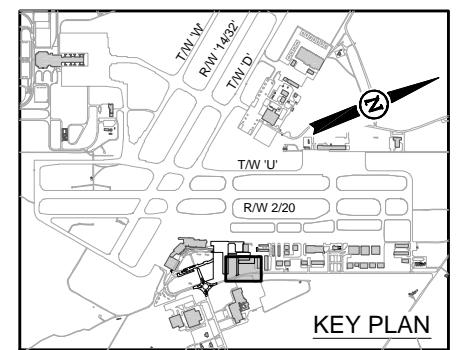 T/W 'W'
R/W '14/32'
T/W 'D'
N
T/W 'U'
R/W 2/20
KEY PLAN